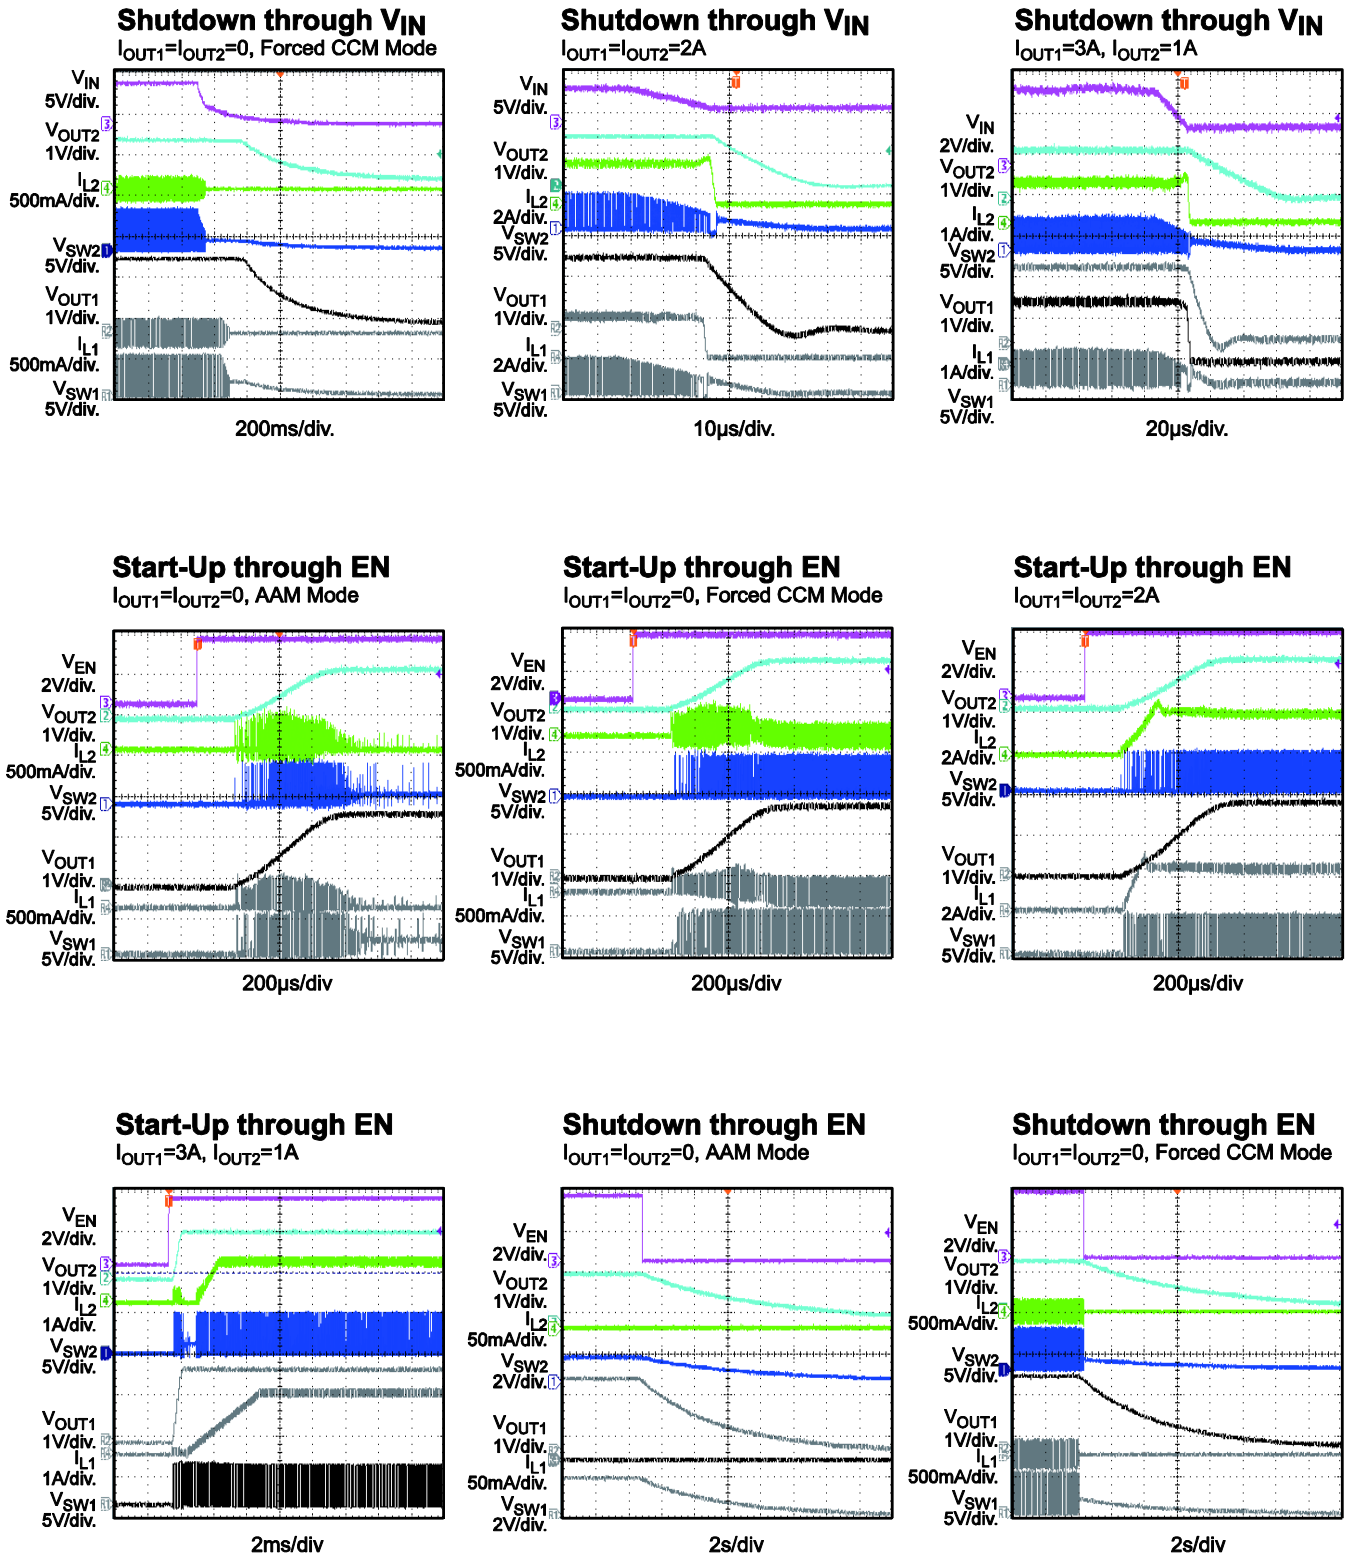 Shutdown through VIN
IOUT1=IOUT2=0, Forced CCM Mode
VIN
5V/div.
VOUT2
1V/div.
IL2
500mA/div.
VSW2
5V/div.
VOUT1
1V/div.
IL1
500mA/div.
VSW1
5V/div.
200ms/div.
Shutdown through VIN
IOUT1=IOUT2=2A
VIN
5V/div.
VOUT2
1V/div.
IL2
2A/div.
VSW2
5V/div.
VOUT1
1V/div.
IL1
2A/div.
VSW1
5V/div.
10µs/div.
Shutdown through VIN
IOUT1=3A, IOUT2=1A
VIN
2V/div.
VOUT2
1V/div.
IL2
1A/div.
VSW2
5V/div.
VOUT1
1V/div.
IL1
1A/div.
VSW1
5V/div.
20µs/div.
Start-Up through EN
IOUT1=IOUT2=0, AAM Mode
VEN
2V/div.
VOUT2
1V/div.
IL2
500mA/div.
VSW2
5V/div.
VOUT1
1V/div.
IL1
500mA/div.
VSW1
5V/div.
200µs/div
Start-Up through EN
IOUT1=IOUT2=0, Forced CCM Mode
VEN
2V/div.
VOUT2
1V/div.
IL2
500mA/div.
VSW2
5V/div.
VOUT1
1V/div.
IL1
500mA/div.
VSW1
5V/div.
200µs/div
Start-Up through EN
IOUT1=IOUT2=2A
VEN
2V/div.
VOUT2
1V/div.
IL2
2A/div.
VSW2
5V/div.
VOUT1
1V/div.
IL1
2A/div.
VSW1
5V/div.
200µs/div
Start-Up through EN
IOUT1=3A, IOUT2=1A
VEN
2V/div.
VOUT2
1V/div.
IL2
1A/div.
VSW2
5V/div.
VOUT1
1V/div.
IL1
1A/div.
VSW1
5V/div.
2ms/div
Shutdown through EN
IOUT1=IOUT2=0, AAM Mode
VEN
2V/div.
VOUT2
1V/div.
IL2
50mA/div.
VSW2
2V/div.
VOUT1
1V/div.
IL1
50mA/div.
VSW1
2V/div.
2s/div
Shutdown through EN
IOUT1=IOUT2=0, Forced CCM Mode
VEN
2V/div.
VOUT2
1V/div.
IL2
500mA/div.
VSW2
5V/div.
VOUT1
1V/div.
IL1
500mA/div.
VSW1
5V/div.
2s/div